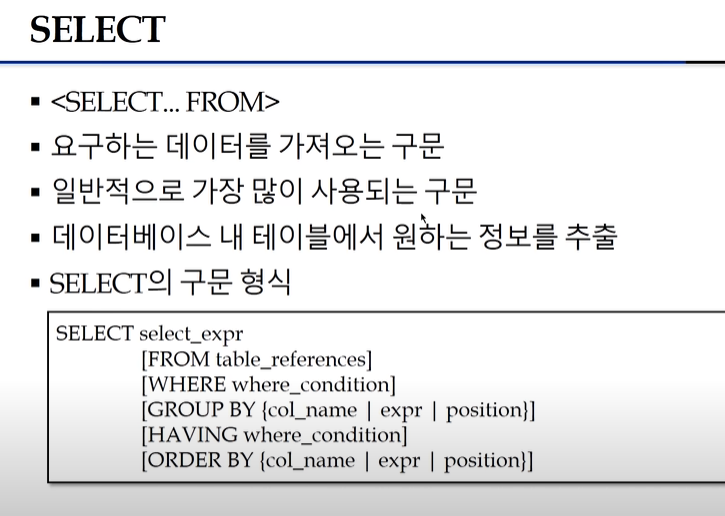 SELECT
▪ <SELECT... FROM>
▪ 요구하는 데이터를 가져오는 구문
▪ 일반적으로 가장 많이 사용되는 구문
▪ 데이터베이스 내 테이블에서 원하는 정보를 추출
▪ SELECT의 구문 형식
SELECT select_expr
[FROM table_references]
[WHERE where_condition]
[GROUP BY {col_name | expr | position}]
[HAVING where_condition]
[ORDER BY {col_name | expr | position}]